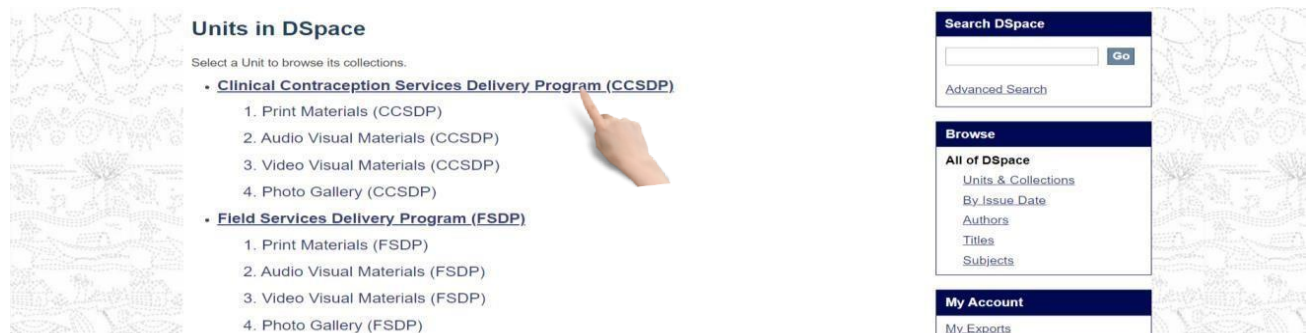 Units in DSpace
Select a Unit to browse its collections.
• Clinical Contraception Services Delivery Program (CCSDP)
1. Print Materials (CCSDP)
2. Audio Visual Materials (CCSDP)
3. Video Visual Materials (CCSDP)
4. Photo Gallery (CCSDP)
• Field Services Delivery Program (FSDP)
1. Print Materials (FSDP)
2. Audio Visual Materials (FSDP)
3. Video Visual Materials (FSDP)
4. Photo Gallery (FSDP)
Search DSpace
Go
Advanced Search
Browse
All of DSpace
Units & Collections
By Issue Date
Authors
Titles
Subjects
My Account
My Exports